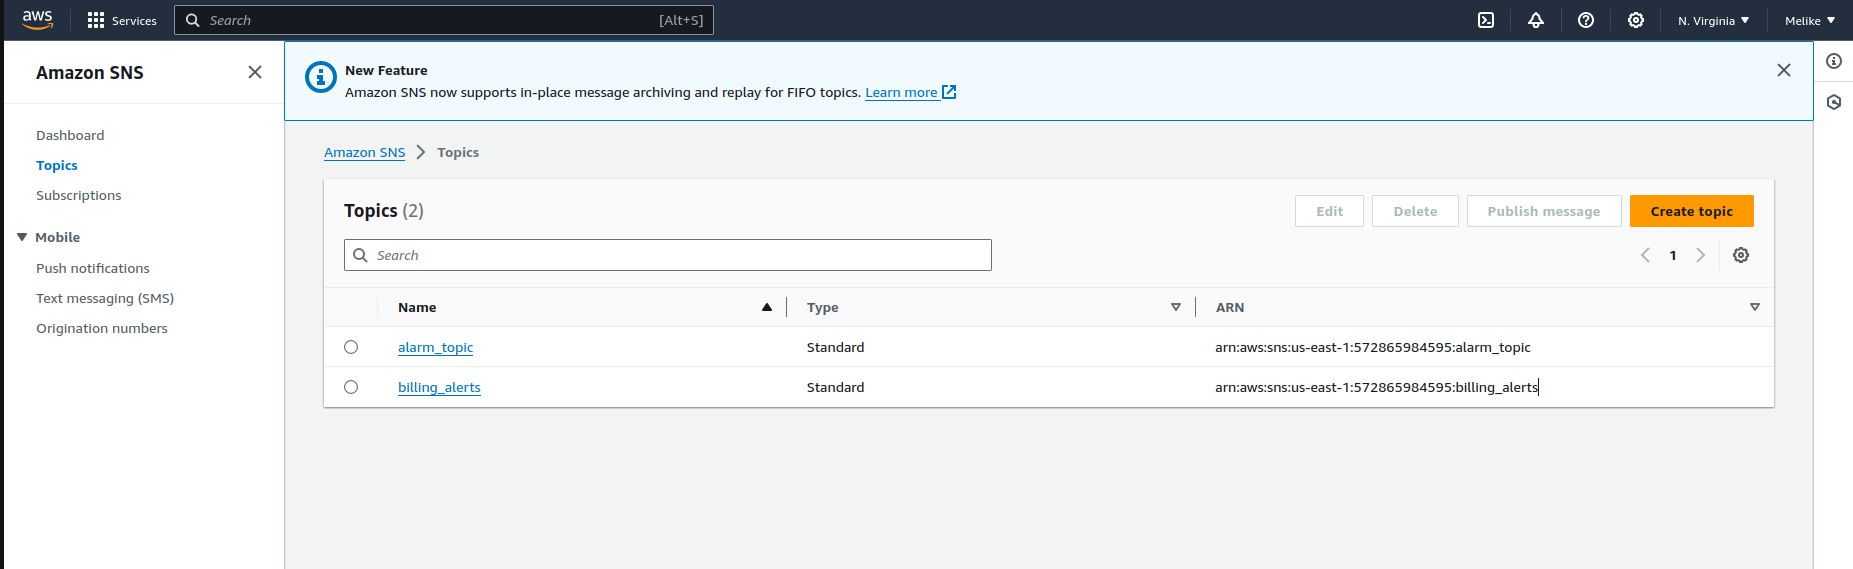 aws Services Search [Alt+S] N. Virginia Melike
Amazon SNS
Dashboard
Topics
Subscriptions
Mobile
Push notifications
Text messaging (SMS)
Origination numbers
New Feature
Amazon SNS now supports in-place message archiving and replay for FIFO topics. Learn more
Amazon SNS Topics
Topics (2) Edit Delete Publish message Create topic
Search 1
Name Type ARN
alarm_topic Standard arn:aws:sns:us-east-1:572865984595:alarm_topic
billing_alerts Standard arn:aws:sns:us-east-1:572865984595:billing_alerts